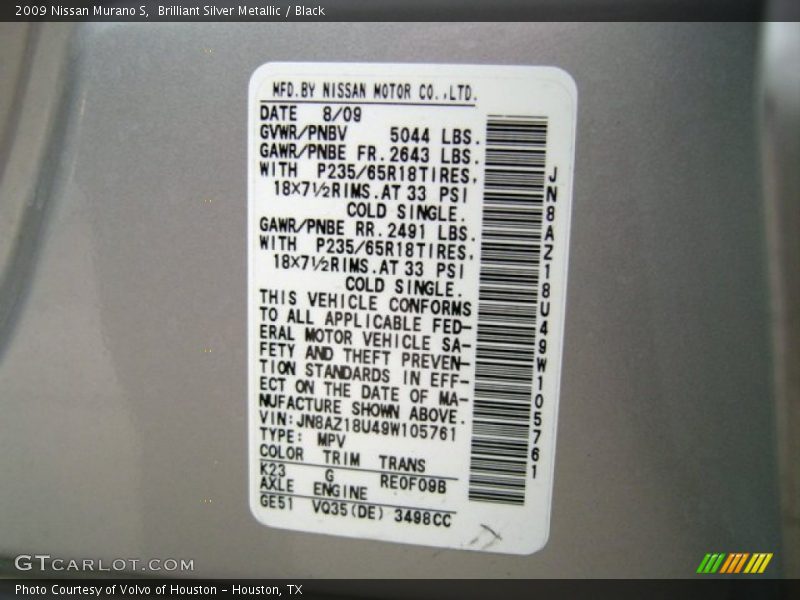 2009 Nissan Murano S,  Brilliant Silver Metallic / Black
MFD.BY NISSAN MOTOR CO.,LTD.
DATE 8/09
GVWR/PNBV 5044 LBS.
GAWR/PNBE FR.2643 LBS.
WITH P235/65R18TIRES,
18×7½RIMS.AT 33 PSI
COLD SINGLE.
GAWR/PNBE RR.2491 LBS.
WITH P235/65R18TIRES.
18×7½RIMS.AT 33 PSI
COLD SINGLE.
THIS VEHICLE CONFORMS
TO ALL APPLICABLE FED-
ERAL MOTOR VEHICLE SA-
FETY AND THEFT PREVEN-
TION STANDARDS IN EFF-
ECT ON THE DATE OF MA-
NUFACTURE SHOWN ABOVE.
VIN:JN8AZ18U49W105761
TYPE: MPV
COLOR TRIM TRANS
K23 G RE0F09B
AXLE ENGINE
GE51 VQ35(DE) 3498CC
JN8AZ18U49W105761
GTCARLOT.COM
Photo Courtesy of Volvo of Houston – Houston, TX